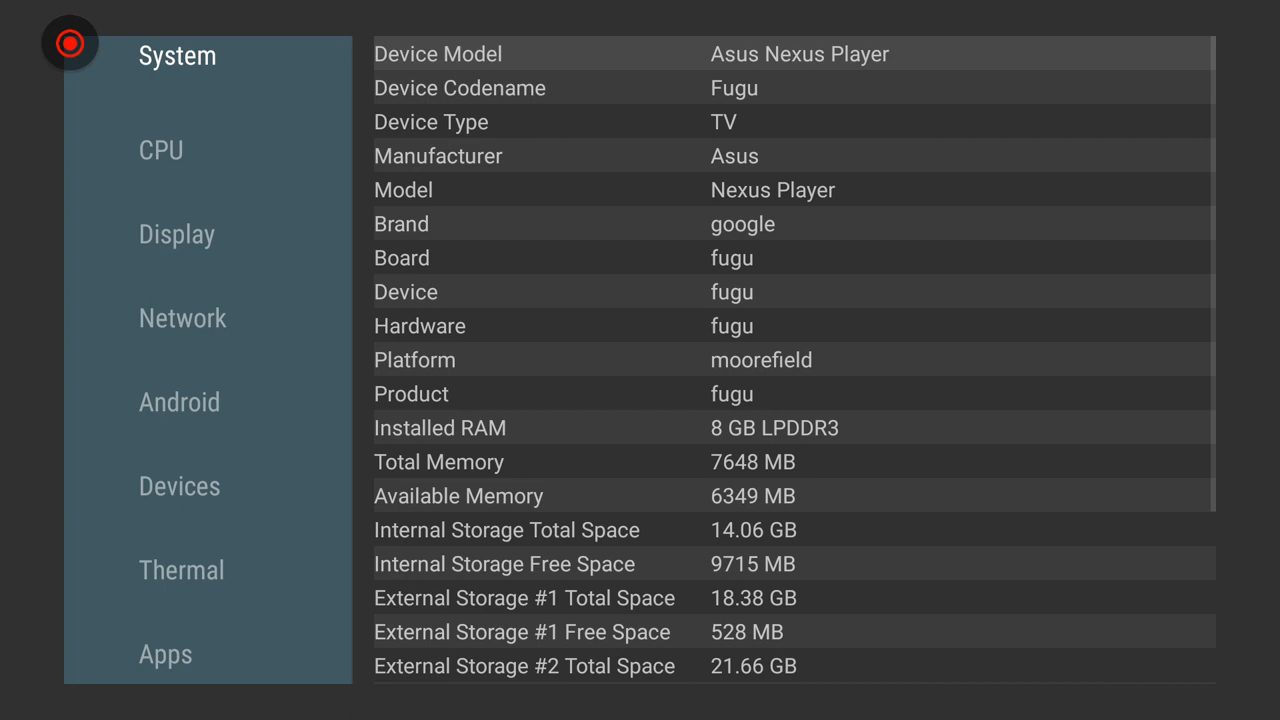 System
CPU
Display
Network
Android
Devices
Thermal
Apps
Device Model Asus Nexus Player
Device Codename Fugu
Device Type TV
Manufacturer Asus
Model Nexus Player
Brand google
Board fugu
Device fugu
Hardware fugu
Platform moorefield
Product fugu
Installed RAM 8 GB LPDDR3
Total Memory 7648 MB
Available Memory 6349 MB
Internal Storage Total Space 14.06 GB
Internal Storage Free Space 9715 MB
External Storage #1 Total Space 18.38 GB
External Storage #1 Free Space 528 MB
External Storage #2 Total Space 21.66 GB